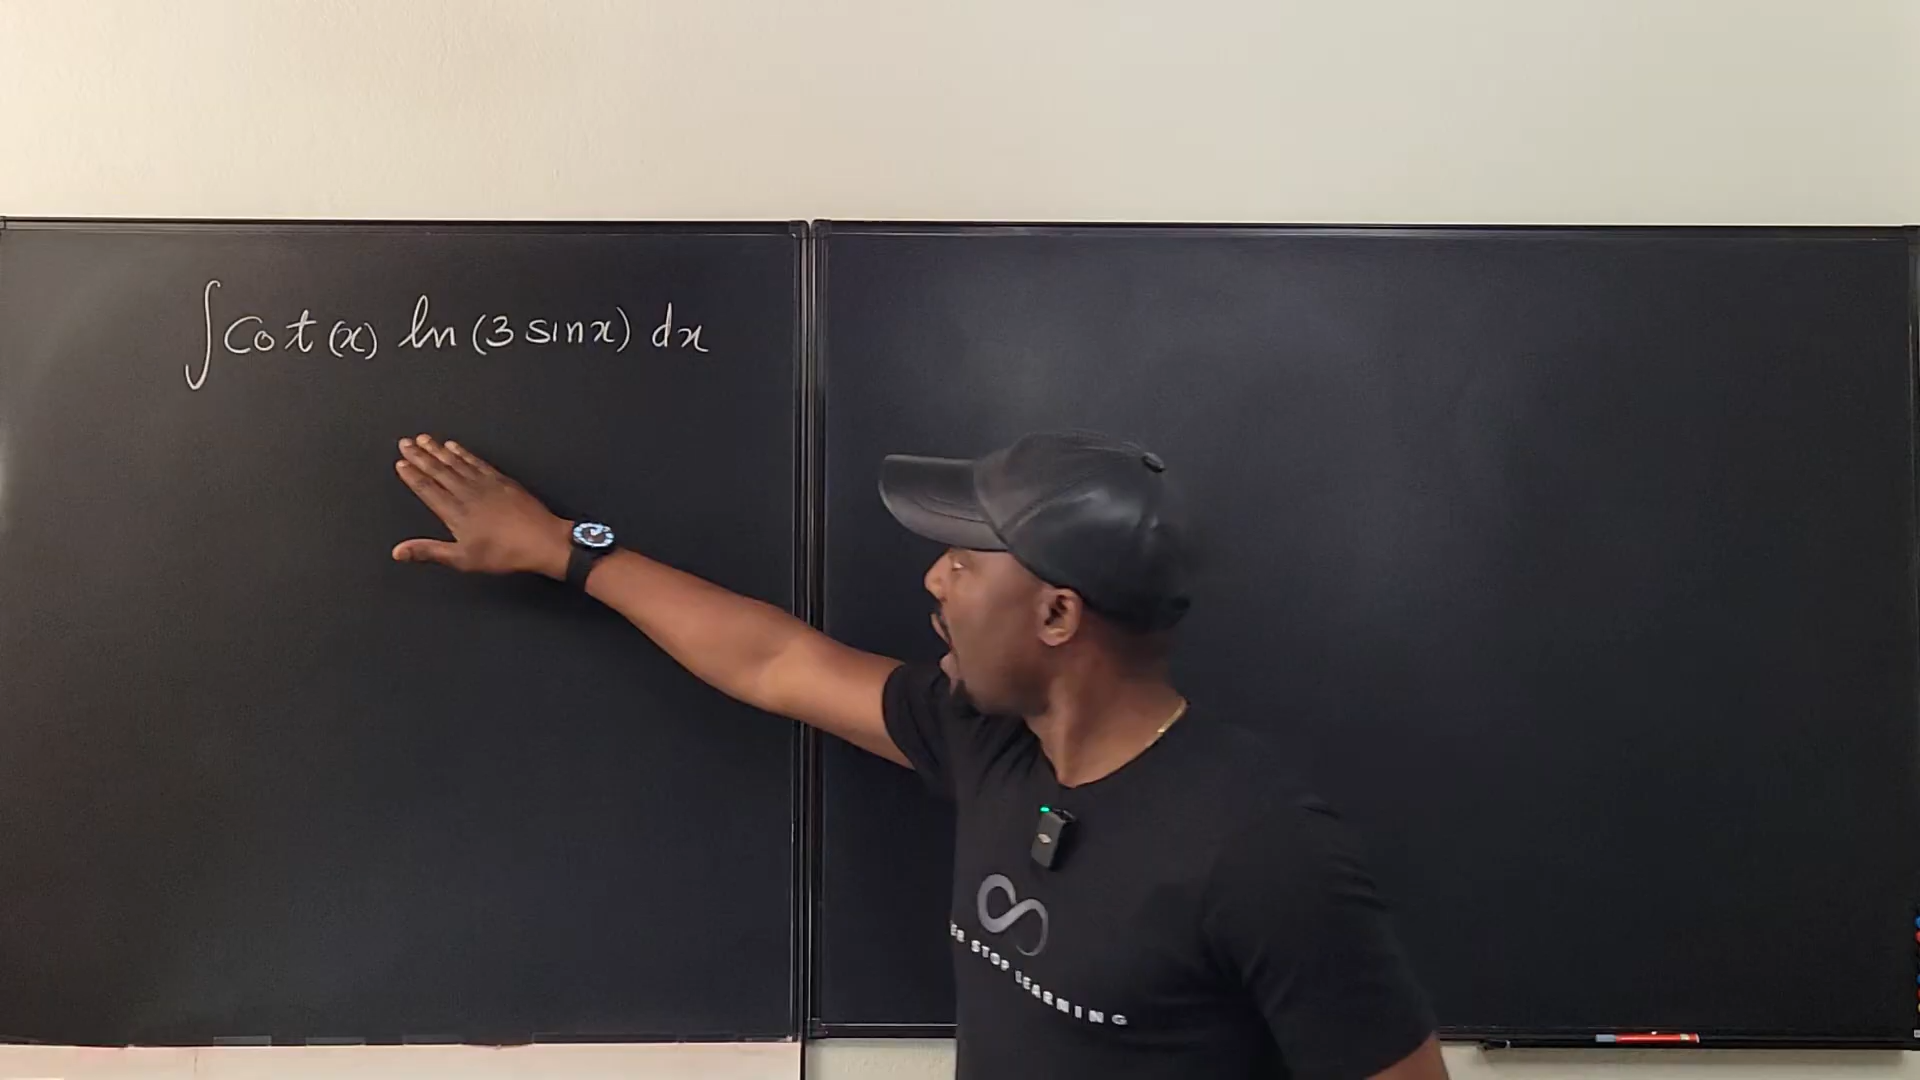 ∫ Cot(x) ln(3 sinx) dx
STOP LEARNING